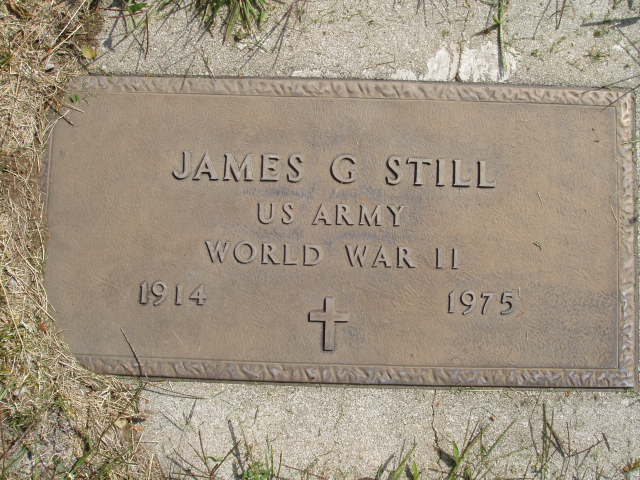 JAMES G STILL
US ARMY
WORLD WAR II
1914 1975